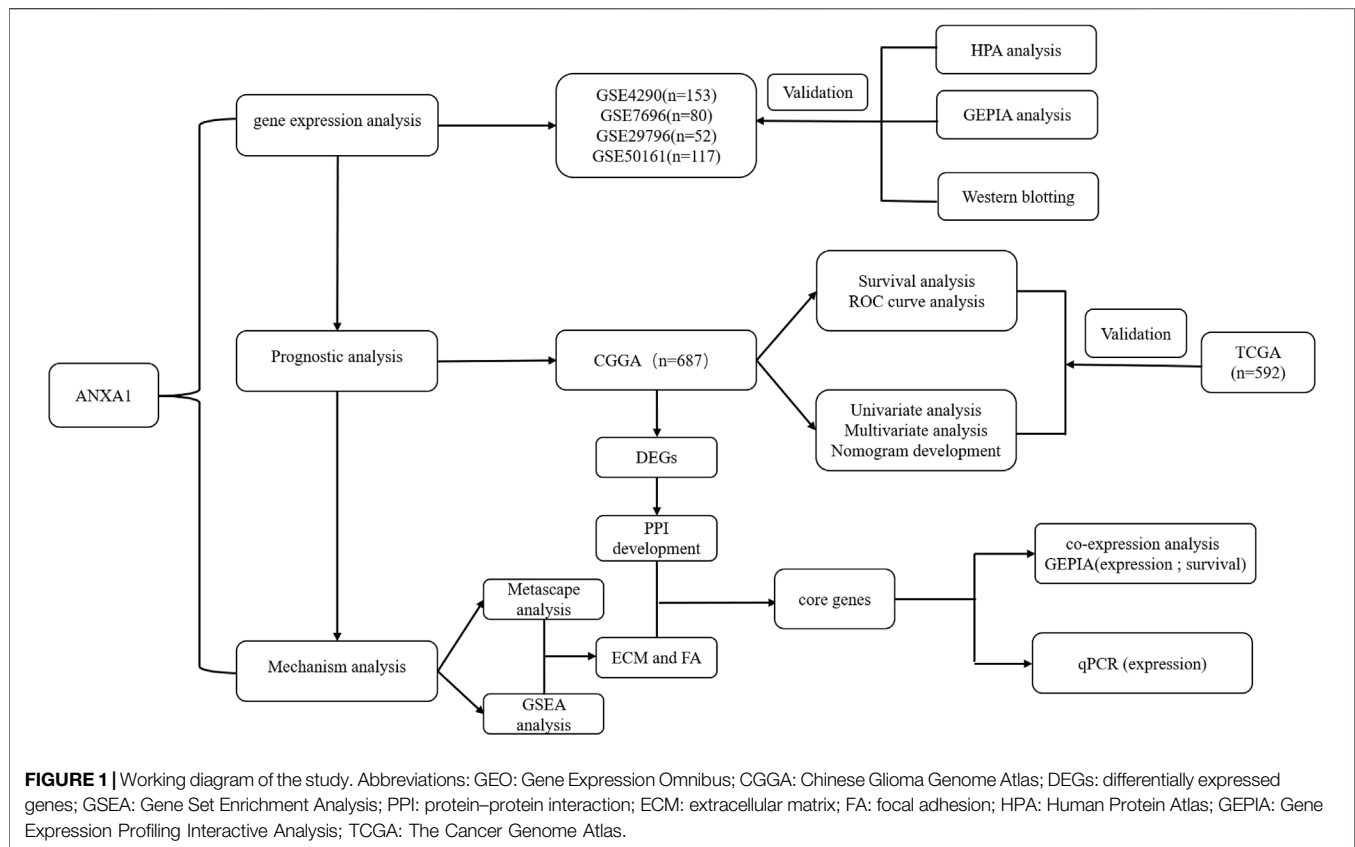 HPA analysis
GSE4290(n=153)
GSE7696(n=80)
GSE29796(n=52)
GSE50161(n=117)
Validation
gene expression analysis
GEPIA analysis
Western blotting
Survival analysis
ROC curve analysis
Validation
Prognostic analysis
CGGA（n=687）
TCGA
(n=592)
ANXA1
Univariate analysis
Multivariate analysis
Nomogram development
DEGs
PPI
development
co-expression analysis
GEPIA(expression ; survival)
Metascape
analysis
core genes
Mechanism analysis
ECM and FA
qPCR (expression)
GSEA
analysis
FIGURE 1 | Working diagram of the study. Abbreviations: GEO: Gene Expression Omnibus; CGGA: Chinese Glioma Genome Atlas; DEGs: differentially expressed
genes; GSEA: Gene Set Enrichment Analysis; PPI: protein–protein interaction; ECM: extracellular matrix; FA: focal adhesion; HPA: Human Protein Atlas; GEPIA: Gene
Expression Profiling Interactive Analysis; TCGA: The Cancer Genome Atlas.